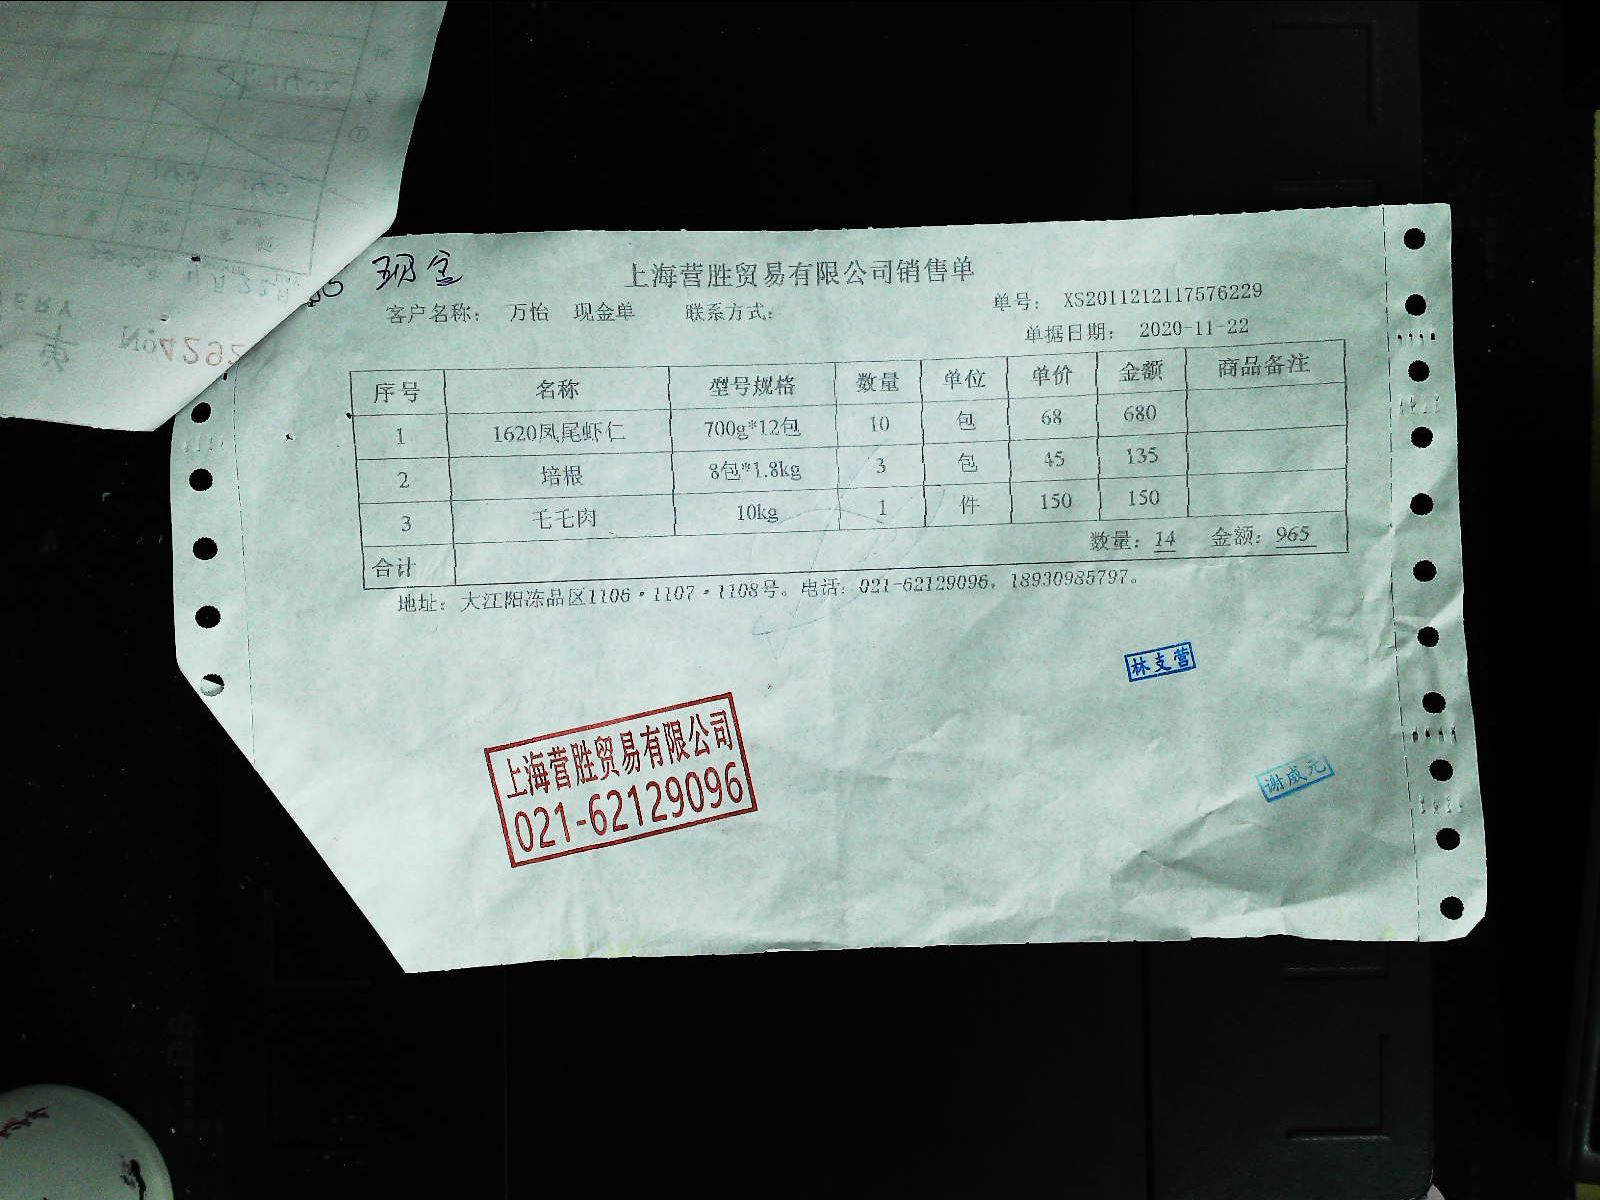 现金
上海营胜贸易有限公司销售单
客户名称： 万怡 现金单 联系方式：
单号： XS2011212117576229
单据日期： 2020-11-22
序号 名称 型号规格 数量 单位 单价 金额 商品备注
1 1620凤尾虾仁 700g*12包 10 包 68 680
2 培根 8包*1.8kg 3 包 45 135
3 毛毛肉 10kg 1 件 150 150
合计 数量：14 金额：965
地址：大江阳冻品区1106·1107·1108号。电话：021-62129096，18930985797。
林支营
谢咸元
上海营胜贸易有限公司
021-62129096
№4292